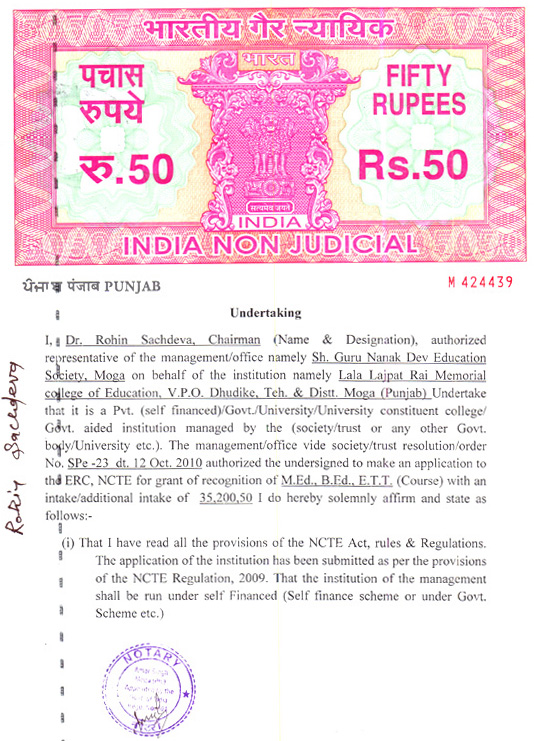 भारतीय गैर न्यायिक
भारत
पचास
रुपये
रु.50
FIFTY
RUPEES
Rs.50
सत्यमेव जयते
INDIA
INDIA NON JUDICIAL
ਪੰਜਾਬ पंजाब PUNJAB
M 424439
Undertaking
I, Dr. Rohin Sachdeva, Chairman (Name & Designation), authorized
representative of the management/office namely Sh. Guru Nanak Dev Education
Society, Moga on behalf of the institution namely Lala Lajpat Rai Memorial
college of Education, V.P.O. Dhudike, Teh. & Distt. Moga (Punjab) Undertake
that it is a Pvt. (self financed)/Govt./University/University constituent college/
Govt. aided institution managed by the (society/trust or any other Govt.
body/University etc.). The management/office vide society/trust resolution/order
No. SPe -23 dt. 12 Oct. 2010 authorized the undersigned to make an application to
the ERC, NCTE for grant of recognition of M.Ed., B.Ed., E.T.T. (Course) with an
intake/additional intake of 35,200,50 I do hereby solemnly affirm and state as
follows:-
(i) That I have read all the provisions of the NCTE Act, rules & Regulations.
The application of the institution has been submitted as per the provisions
of the NCTE Regulation, 2009. That the institution of the management
shall be run under self Financed (Self finance scheme or under Govt.
Scheme etc.)
Rohin Sachdeva
NOTARY